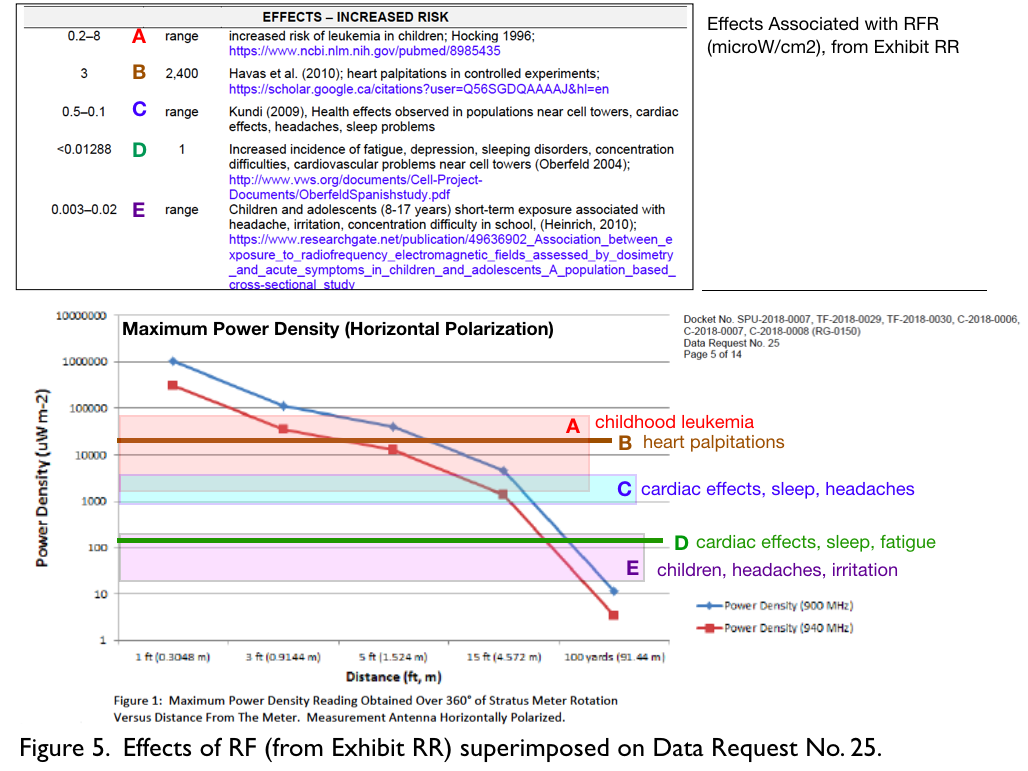 EFFECTS – INCREASED RISK
0.2–8 A range increased risk of leukemia in children; Hocking 1996;
https://www.ncbi.nlm.nih.gov/pubmed/8985435
3 B 2,400 Havas et al. (2010); heart palpitations in controlled experiments;
https://scholar.google.ca/citations?user=Q56SGDQAAAAJ&hl=en
0.5–0.1 C range Kundi (2009), Health effects observed in populations near cell towers, cardiac
effects, headaches, sleep problems
<0.01288 D 1 Increased incidence of fatigue, depression, sleeping disorders, concentration
difficulties, cardiovascular problems near cell towers (Oberfeld 2004);
http://www.vws.org/documents/Cell-Project-
Documents/OberfeldSpanishstudy.pdf
0.003–0.02 E range Children and adolescents (8-17 years) short-term exposure associated with
headache, irritation, concentration difficulty in school, (Heinrich, 2010);
https://www.researchgate.net/publication/49636902_Association_between_e
xposure_to_radiofrequency_electromagnetic_fields_assessed_by_dosimetry
_and_acute_symptoms_in_children_and_adolescents_A_population_based_
cross-sectional_study
Effects Associated with RFR
(microW/cm2), from Exhibit RR
Maximum Power Density (Horizontal Polarization)
Docket No. SPU-2018-0007, TF-2018-0029, TF-2018-0030, C-2018-0006,
C-2018-0007, C-2018-0008 (RG-0150)
Data Request No. 25
Page 5 of 14
Power Density (uW m-2)
10000000
1000000
100000
10000
1000
100
10
1
A childhood leukemia
B heart palpitations
C cardiac effects, sleep, headaches
D cardiac effects, sleep, fatigue
E children, headaches, irritation
Power Density (900 MHz)
Power Density (940 MHz)
1 ft (0.3048 m) 3 ft (0.9144 m) 5 ft (1.524 m) 15 ft (4.572 m) 100 yards (91.44 m)
Distance (ft, m)
Figure 1: Maximum Power Density Reading Obtained Over 360° of Stratus Meter Rotation
Versus Distance From The Meter. Measurement Antenna Horizontally Polarized.
Figure 5. Effects of RF (from Exhibit RR) superimposed on Data Request No. 25.